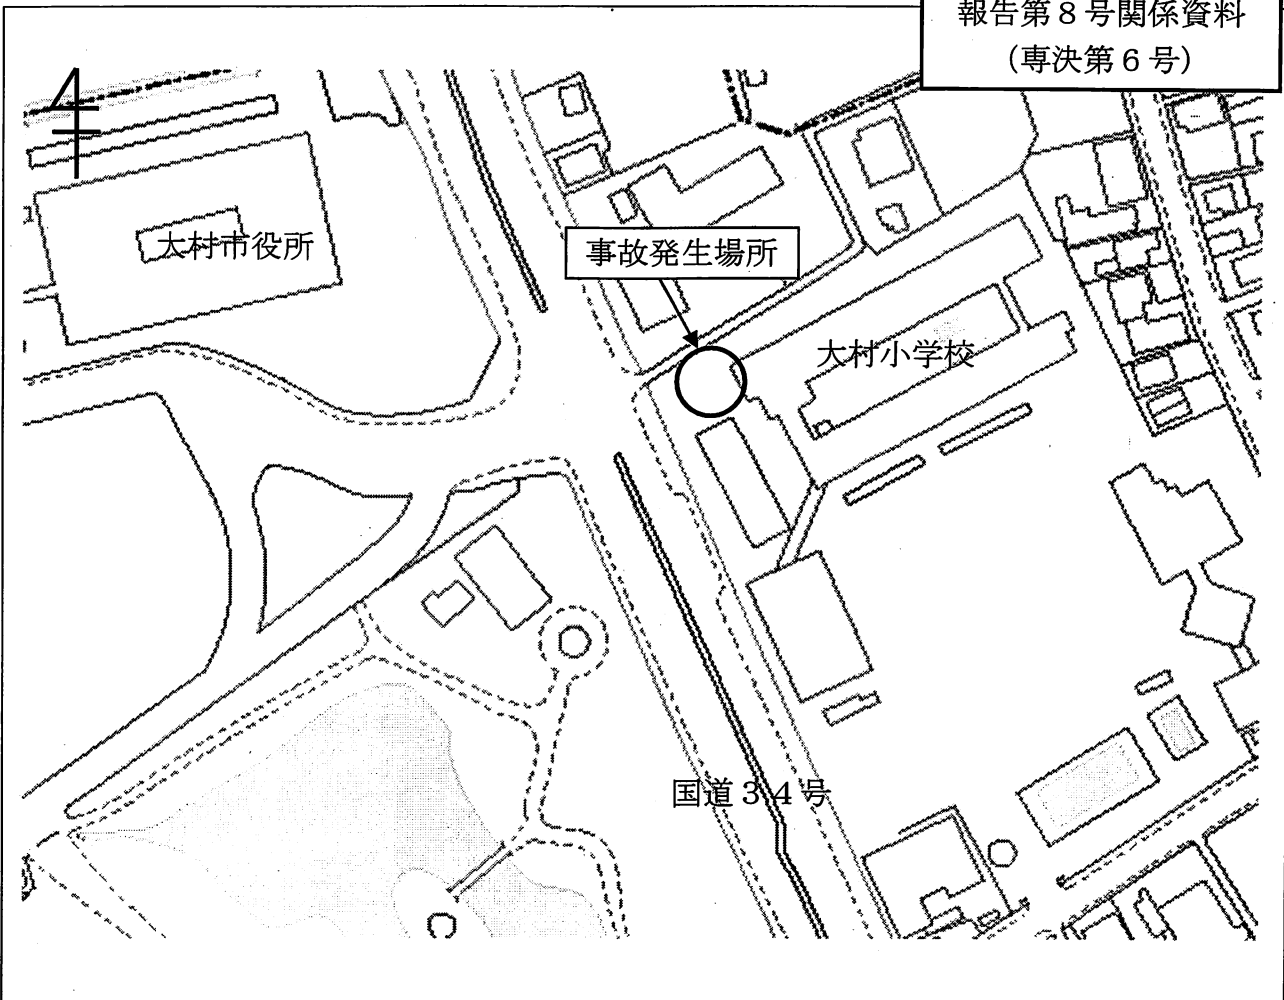 報告第８号関係資料
（専決第６号）
大村市役所
事故発生場所
大村小学校
国道３４号